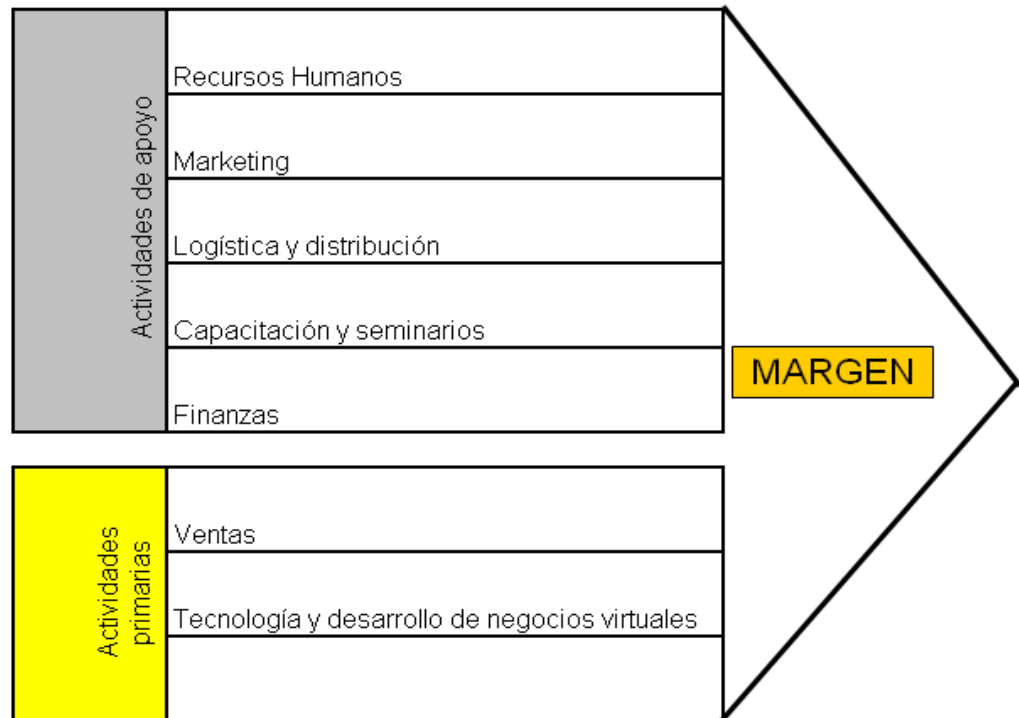 Actividades de apoyo
Recursos Humanos
Marketing
Logística y distribución
Capacitación y seminarios
Finanzas
MARGEN
Actividades
primarias
Ventas
Tecnología y desarrollo de negocios virtuales